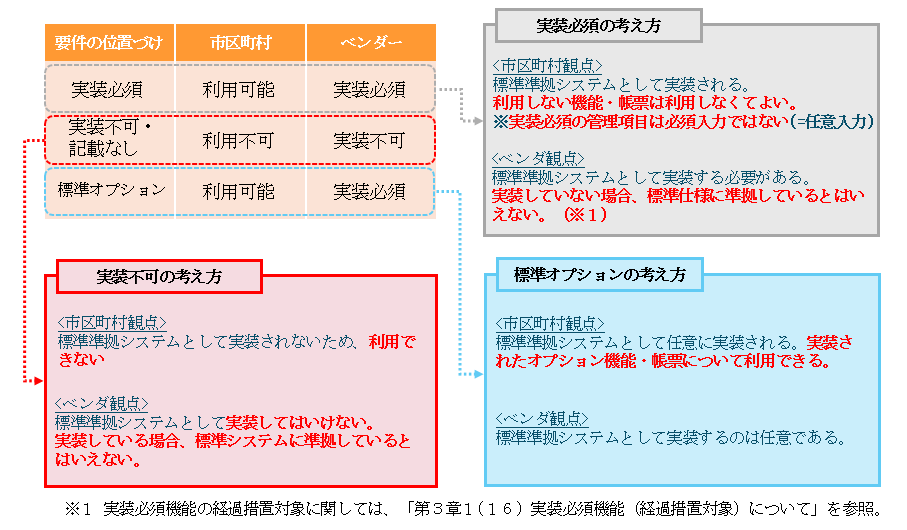 要件の位置づけ 市区町村 ベンダー
実装必須 利用可能 実装必須
実装不可・
記載なし 利用不可 実装不可
標準オプション 利用可能 実装必須
実装必須の考え方
<市区町村観点>
標準準拠システムとして実装される。
利用しない機能・帳票は利用しなくてよい。
※実装必須の管理項目は必須入力ではない(=任意入力)
<ベンダ観点>
標準準拠システムとして実装する必要がある。
実装していない場合、標準仕様に準拠しているとはい
えない。（※１）
実装不可の考え方
<市区町村観点>
標準準拠システムとして実装されないため、利用で
きない
<ベンダ観点>
標準準拠システムとして実装してはいけない。
実装している場合、標準システムに準拠していると
はいえない。
標準オプションの考え方
<市区町村観点>
標準準拠システムとして任意に実装される。実装さ
れたオプション機能・帳票について利用できる。
<ベンダ観点>
標準準拠システムとして実装するのは任意である。
※１ 実装必須機能の経過措置対象に関しては、「第３章１(１６) 実装必須機能（経過措置対象）について」を参照。